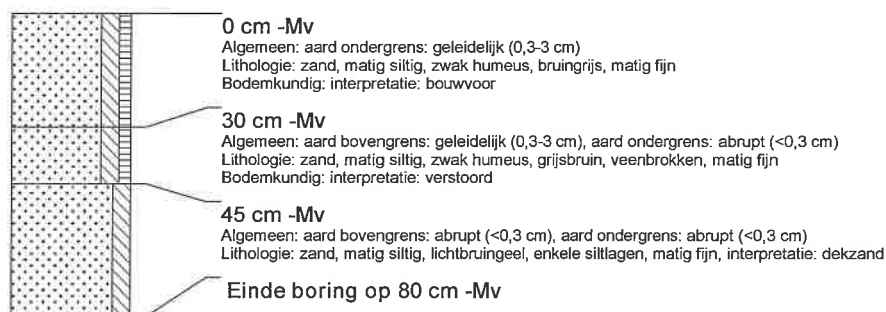 0 cm -Mv
Algemeen: aard ondergrens: geleidelijk (0,3-3 cm)
Lithologie: zand, matig siltig, zwak humeus, bruingrijs, matig fijn
Bodemkundig: interpretatie: bouwvoor
30 cm -Mv
Algemeen: aard bovengrens: geleidelijk (0,3-3 cm), aard ondergrens: abrupt (<0,3 cm)
Lithologie: zand, matig siltig, zwak humeus, grijsbruin, veenbrokken, matig fijn
Bodemkundig: interpretatie: verstoord
45 cm -Mv
Algemeen: aard bovengrens: abrupt (<0,3 cm), aard ondergrens: abrupt (<0,3 cm)
Lithologie: zand, matig siltig, lichtbruingeel, enkele siltlagen, matig fijn, interpretatie: dekzand
Einde boring op 80 cm -Mv